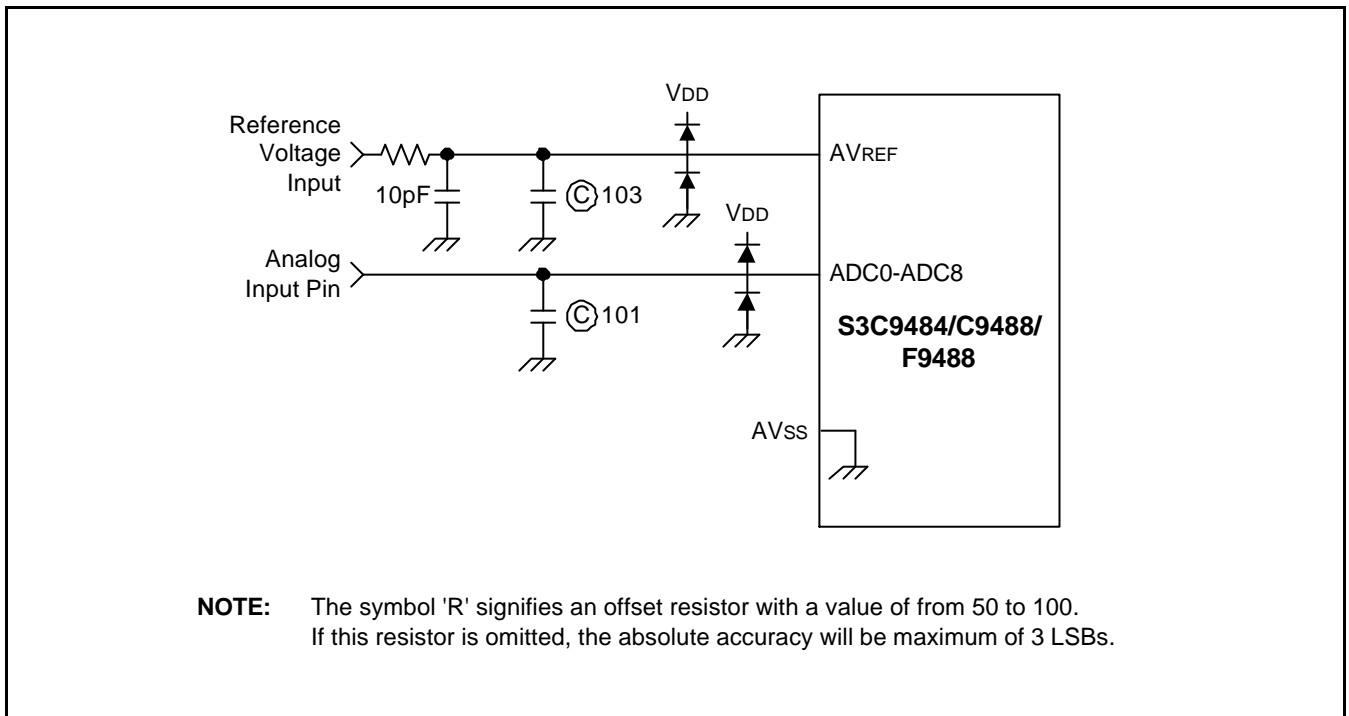 VDD
Reference
Voltage
Input
AVREF
10pF
C 103
VDD
Analog
Input Pin
ADC0-ADC8
C 101
S3C9484/C9488/
F9488
AVSS
NOTE: The symbol 'R' signifies an offset resistor with a value of from 50 to 100.
If this resistor is omitted, the absolute accuracy will be maximum of 3 LSBs.